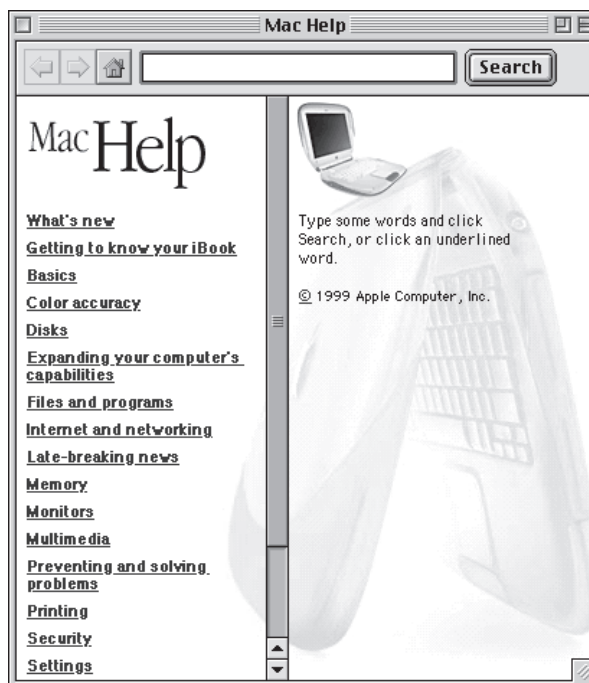 Mac Help
Search
Mac Help
What's new
Getting to know your iBook
Basics
Color accuracy
Disks
Expanding your computer's
capabilities
Files and programs
Internet and networking
Late-breaking news
Memory
Monitors
Multimedia
Preventing and solving
problems
Printing
Security
Settings
Type some words and click
Search, or click an underlined
word.
© 1999 Apple Computer, Inc.